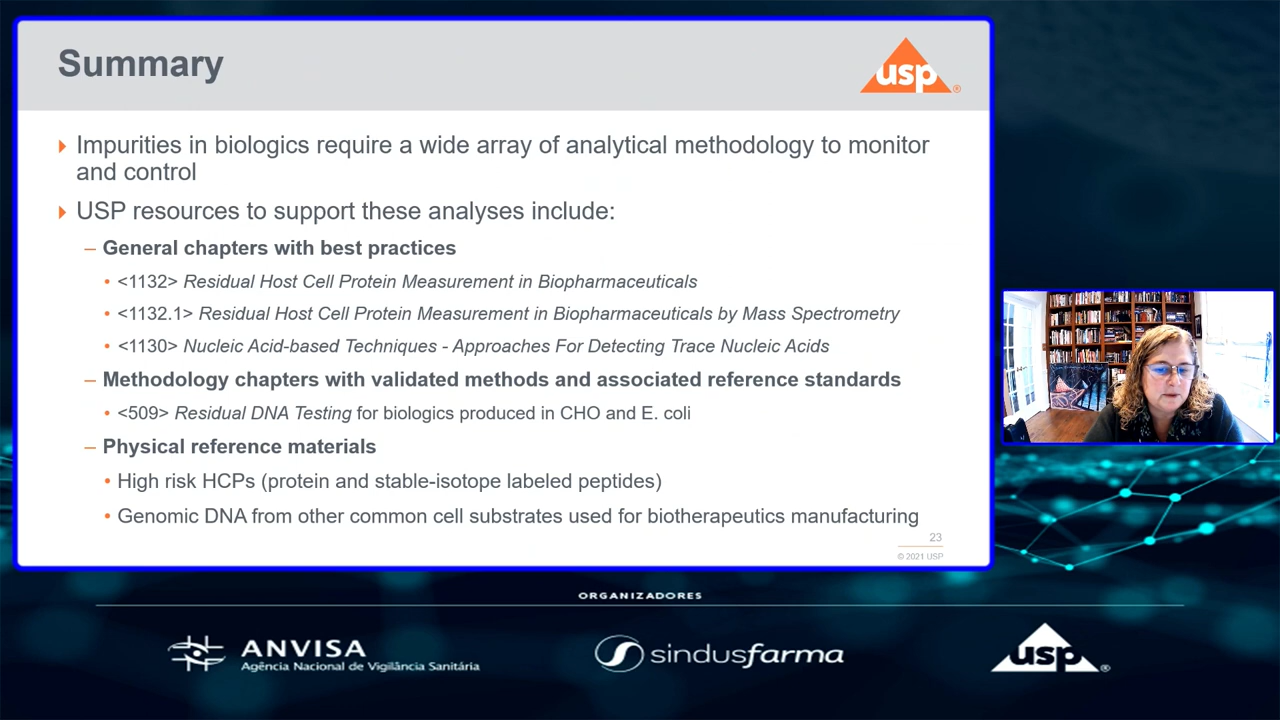 Summary
usp
®
Impurities in biologics require a wide array of analytical methodology to monitor
and control
USP resources to support these analyses include:
– General chapters with best practices
• <1132> Residual Host Cell Protein Measurement in Biopharmaceuticals
• <1132.1> Residual Host Cell Protein Measurement in Biopharmaceuticals by Mass Spectrometry
• <1130> Nucleic Acid-based Techniques - Approaches For Detecting Trace Nucleic Acids
– Methodology chapters with validated methods and associated reference standards
• <509> Residual DNA Testing for biologics produced in CHO and E. coli
– Physical reference materials
• High risk HCPs (protein and stable-isotope labeled peptides)
• Genomic DNA from other common cell substrates used for biotherapeutics manufacturing
23
© 2021 USP
ORGANIZADORES
ANVISA
Agência Nacional de Vigilância Sanitária
sindusfarma
usp
®